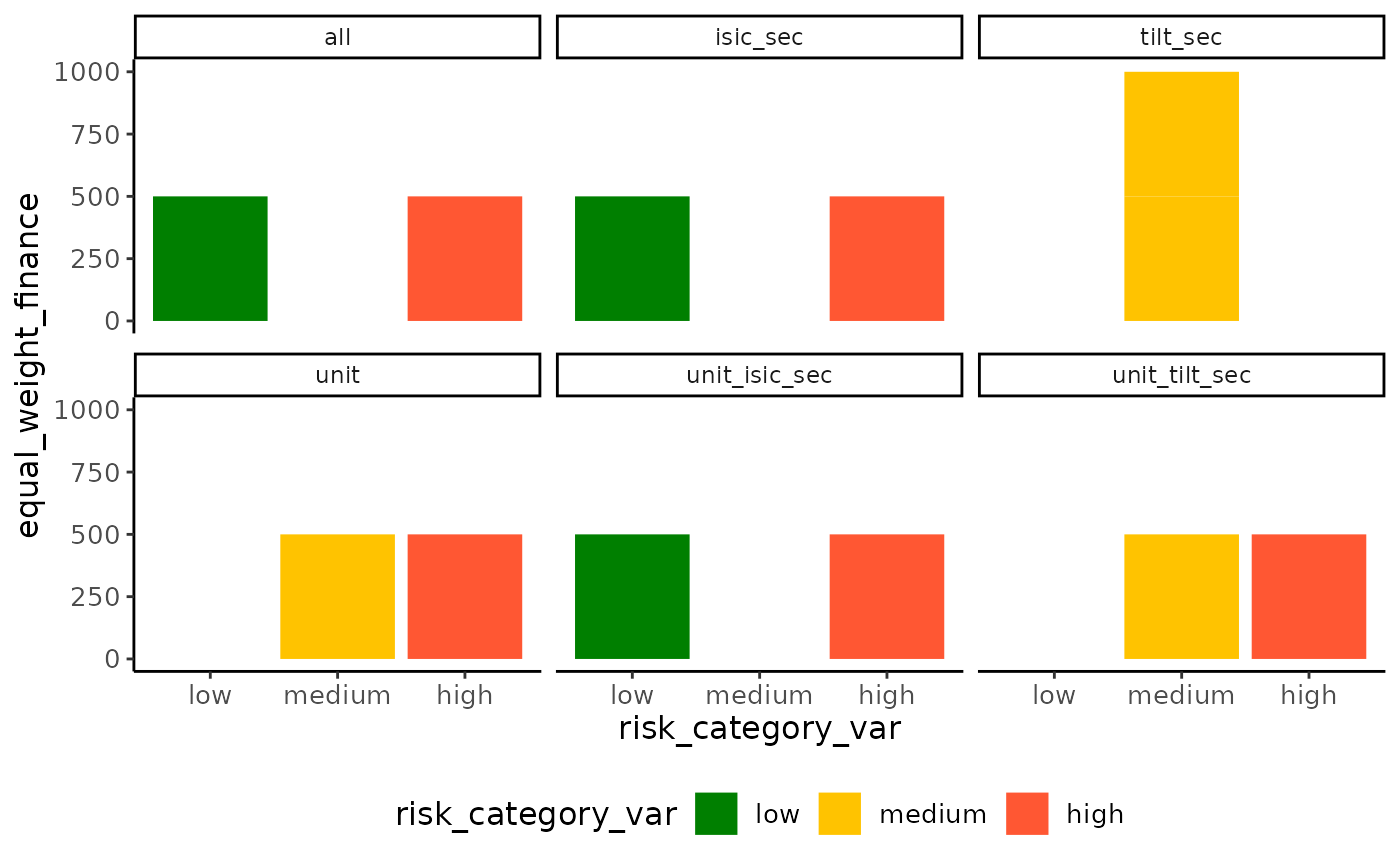 all isic_sec tilt_sec
1000
750
500
250
0
unit unit_isic_sec unit_tilt_sec
1000
750
500
250
0
equal_weight_finance
low medium high low medium high low medium high
risk_category_var
risk_category_var low medium high